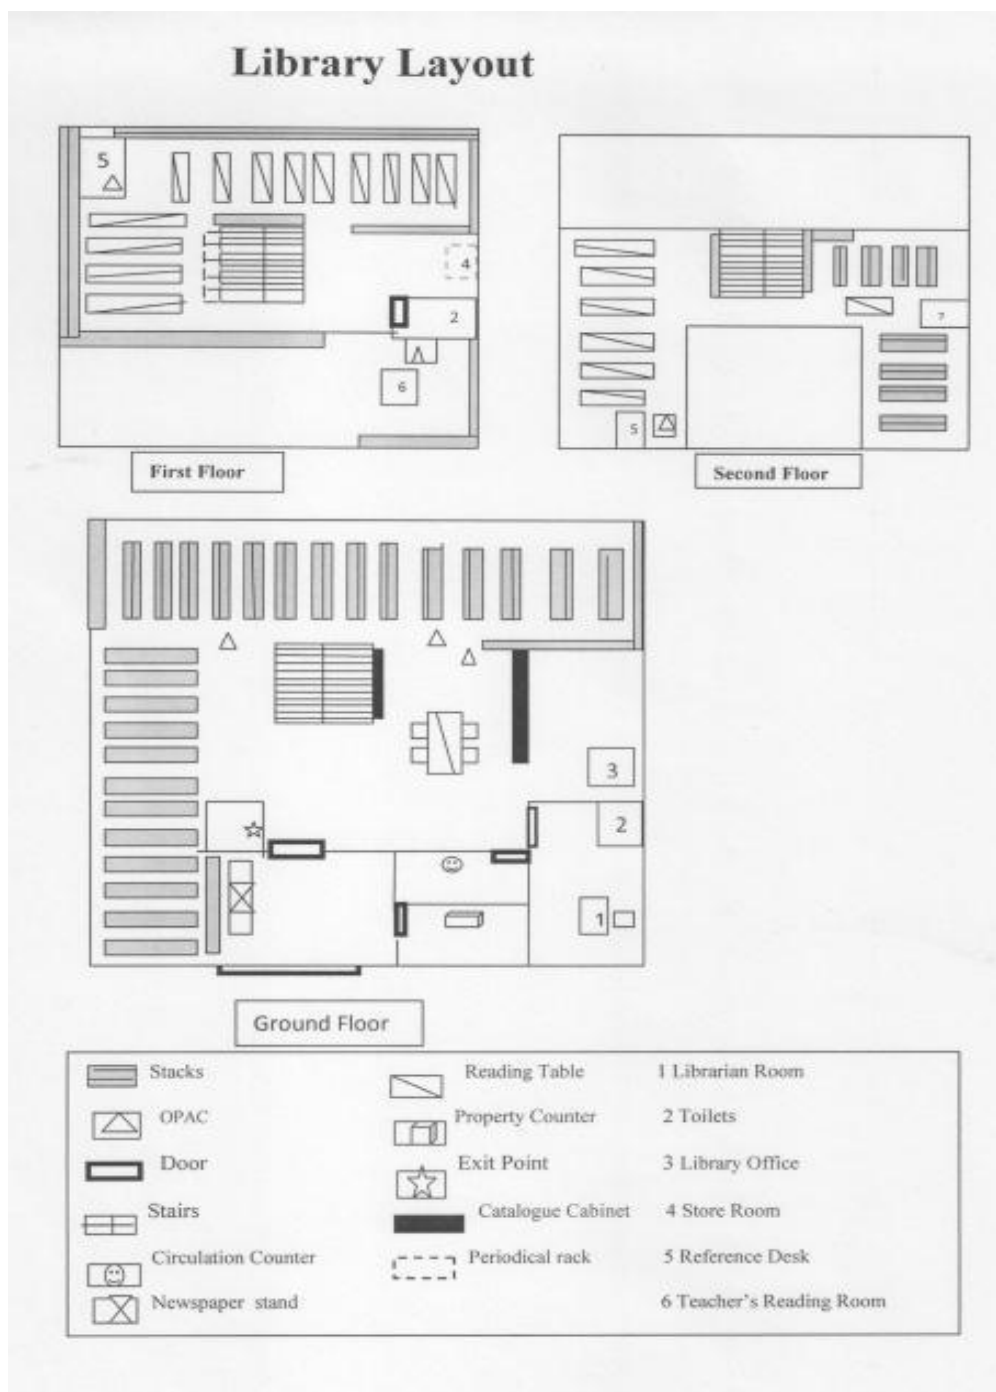 Library Layout
5
4
2
6
First Floor
7
5
Second Floor
3
2
1
Ground Floor
Stacks
Reading Table
1 Librarian Room
OPAC
Property Counter
2 Toilets
Door
Exit Point
3 Library Office
Stairs
Catalogue Cabinet
4 Store Room
Circulation Counter
Periodical rack
5 Reference Desk
Newspaper stand
6 Teacher's Reading Room